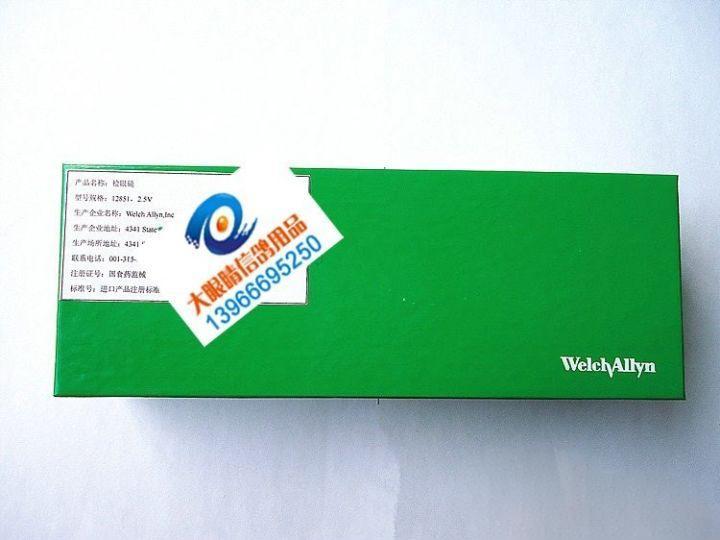 产品名称：检眼镜
型号规格：12851，2.5V
生产企业名称：Welch Allyn,Inc
生产企业地址：4341 State
生产场所地址：4341
联系电话：001-315-
注册证号：国食药监械
标准号：进口产品注册标准
大眼睛信鸽用品
13966695250
WelchAllyn